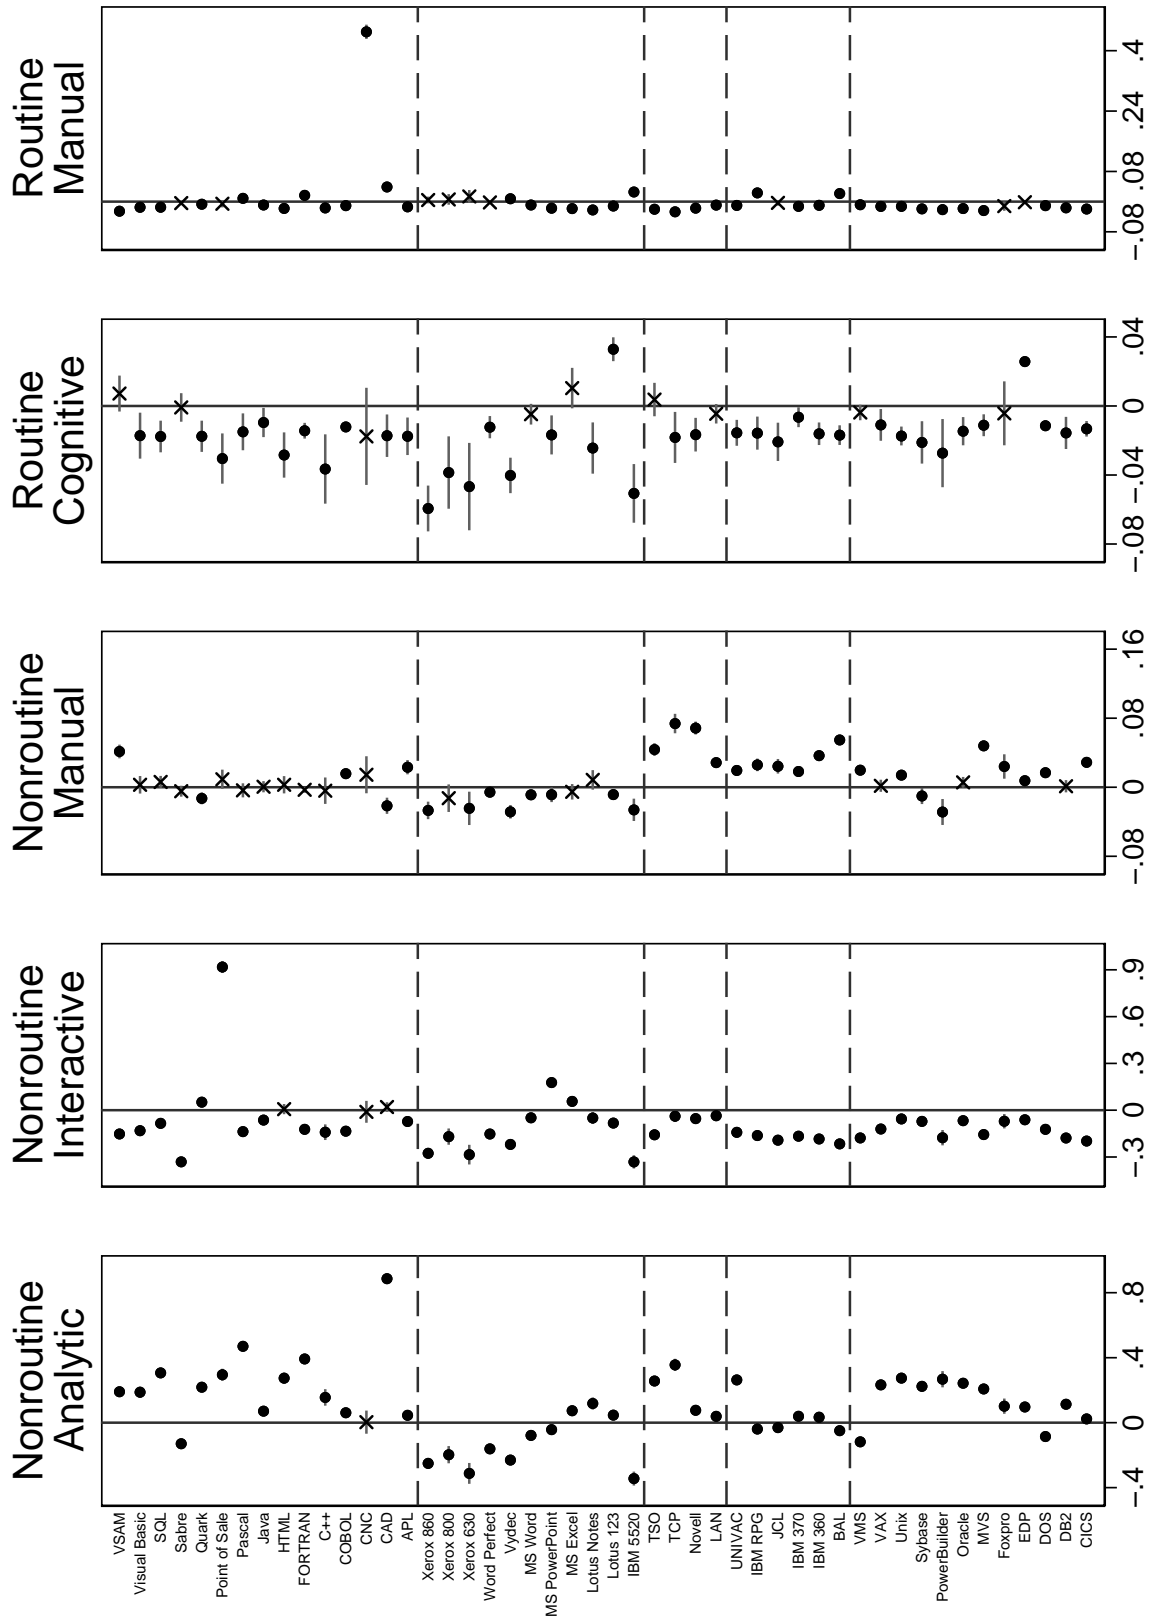 Nonroutine
Analytic
Nonroutine
Interactive
Nonroutine
Manual
Routine
Cognitive
Routine
Manual
VSAM
Visual Basic
SQL
Sabre
Quark
Point of Sale
Pascal
Java
HTML
FORTRAN
C++
COBOL
CNC
CAD
APL
Xerox 860
Xerox 800
Xerox 630
Word Perfect
Vydec
MS Word
MS PowerPoint
MS Excel
Lotus Notes
Lotus 123
IBM 5520
TSO
TCP
Novell
LAN
UNIVAC
IBM RPG
JCL
IBM 370
IBM 360
BAL
VMS
VAX
Unix
Sybase
PowerBuilder
Oracle
MVS
Foxpro
EDP
DOS
DB2
CICS
−.4 0 .4 .8
−.3 0 .3 .6 .9
−.08 0 .08 .16
−.08 −.04 0 .04
−.08 .08 .24 .4